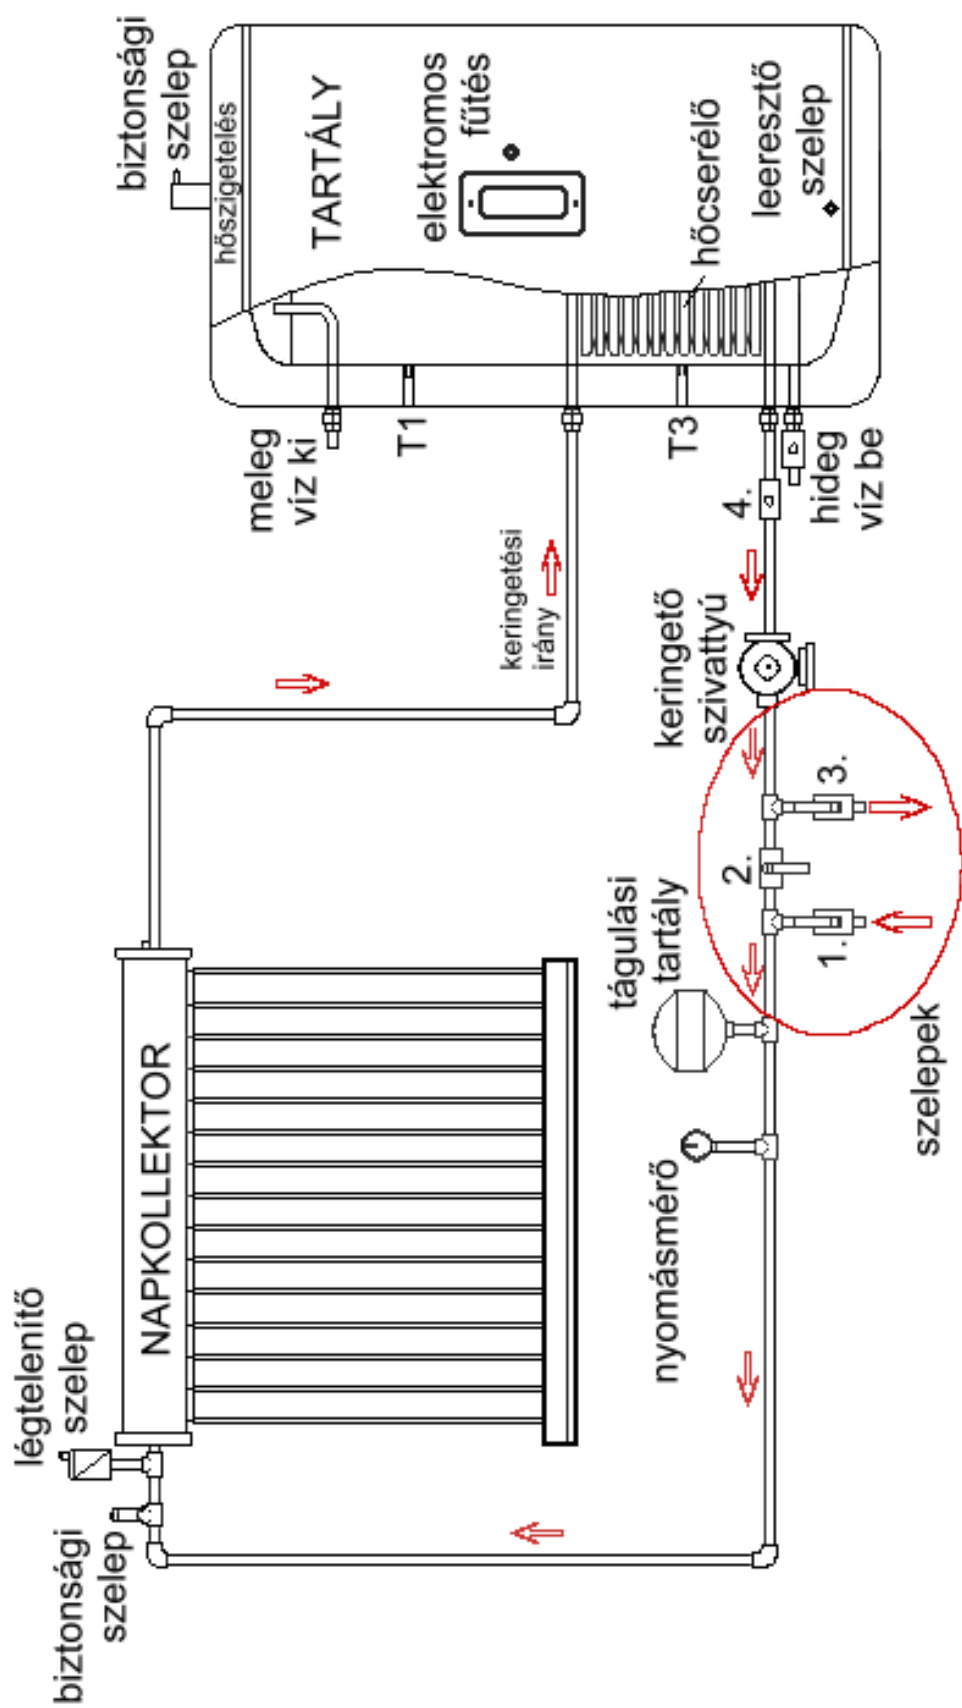 légtelenítő
szelep
biztonsági
szelep
NAPKOLLEKTOR
nyomásmérő
tágulási
tartály
szelepek
1.
2.
3.
keringető
szivattyú
keringetési
irány
4.
meleg
víz ki
T1
T3
hideg
víz be
biztonsági
szelep
hőszigetelés
TARTÁLY
elektromos
fűtés
hőcserélő
leeresztő
szelep